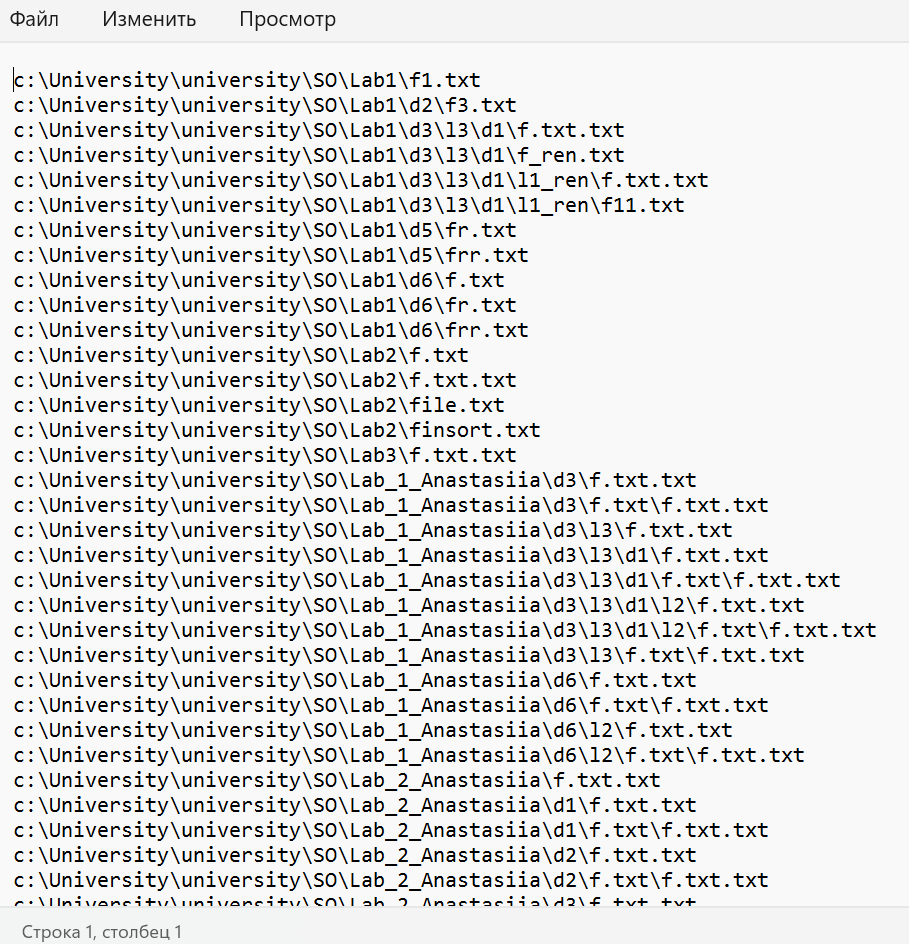 Файл Изменить Просмотр
c:\University\university\SO\Lab1\f1.txt
c:\University\university\SO\Lab1\d2\f3.txt
c:\University\university\SO\Lab1\d3\l3\d1\f.txt.txt
c:\University\university\SO\Lab1\d3\l3\d1\f_ren.txt
c:\University\university\SO\Lab1\d3\l3\d1\l1_ren\f.txt.txt
c:\University\university\SO\Lab1\d3\l3\d1\l1_ren\f11.txt
c:\University\university\SO\Lab1\d5\fr.txt
c:\University\university\SO\Lab1\d5\frr.txt
c:\University\university\SO\Lab1\d6\f.txt
c:\University\university\SO\Lab1\d6\fr.txt
c:\University\university\SO\Lab1\d6\frr.txt
c:\University\university\SO\Lab2\f.txt
c:\University\university\SO\Lab2\f.txt.txt
c:\University\university\SO\Lab2\file.txt
c:\University\university\SO\Lab2\finsort.txt
c:\University\university\SO\Lab3\f.txt.txt
c:\University\university\SO\Lab_1_Anastasiia\d3\f.txt.txt
c:\University\university\SO\Lab_1_Anastasiia\d3\f.txt\f.txt.txt
c:\University\university\SO\Lab_1_Anastasiia\d3\l3\f.txt.txt
c:\University\university\SO\Lab_1_Anastasiia\d3\l3\d1\f.txt.txt
c:\University\university\SO\Lab_1_Anastasiia\d3\l3\d1\f.txt\f.txt.txt
c:\University\university\SO\Lab_1_Anastasiia\d3\l3\d1\l2\f.txt.txt
c:\University\university\SO\Lab_1_Anastasiia\d3\l3\d1\l2\f.txt\f.txt.txt
c:\University\university\SO\Lab_1_Anastasiia\d3\l3\f.txt\f.txt.txt
c:\University\university\SO\Lab_1_Anastasiia\d6\f.txt.txt
c:\University\university\SO\Lab_1_Anastasiia\d6\f.txt\f.txt.txt
c:\University\university\SO\Lab_1_Anastasiia\d6\l2\f.txt.txt
c:\University\university\SO\Lab_1_Anastasiia\d6\l2\f.txt\f.txt.txt
c:\University\university\SO\Lab_2_Anastasiia\f.txt.txt
c:\University\university\SO\Lab_2_Anastasiia\d1\f.txt.txt
c:\University\university\SO\Lab_2_Anastasiia\d1\f.txt\f.txt.txt
c:\University\university\SO\Lab_2_Anastasiia\d2\f.txt.txt
c:\University\university\SO\Lab_2_Anastasiia\d2\f.txt\f.txt.txt
c:\University\university\SO\Lab_2_Anastasiia\d3\f.txt.txt
Строка 1, столбец 1